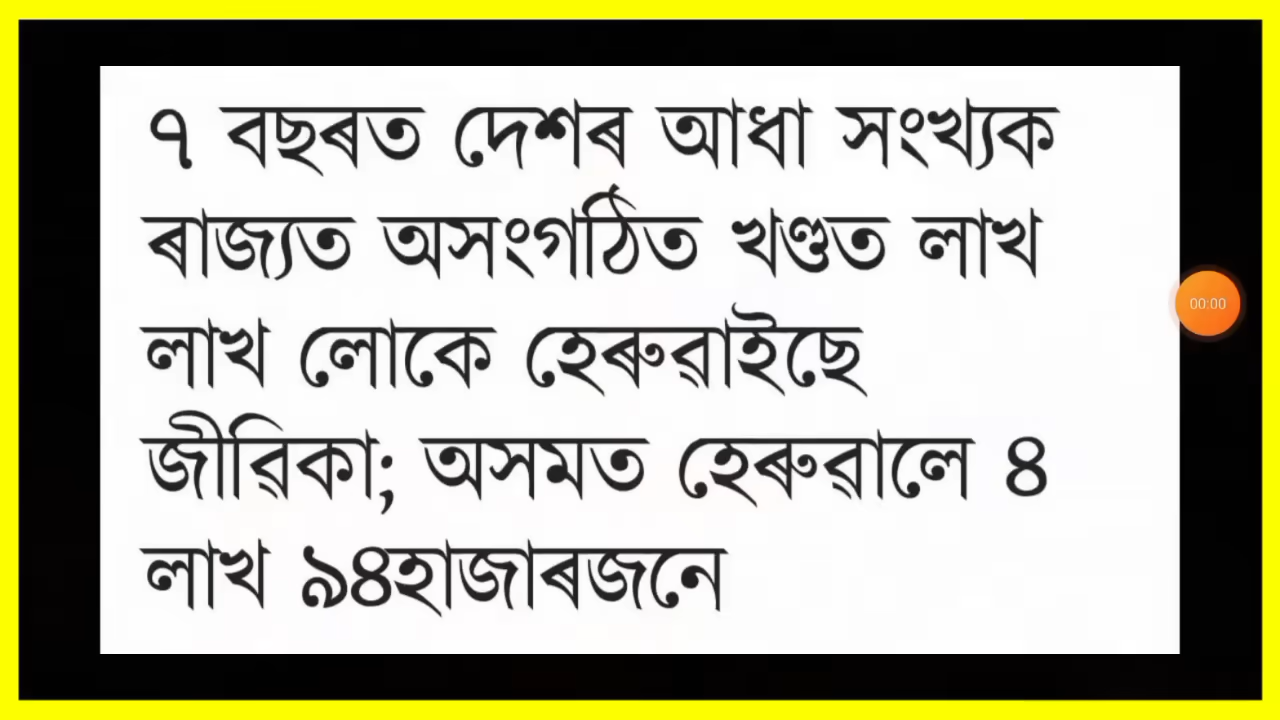 ৭ বছৰত দেশৰ আধা সংখ্যক
ৰাজ্যত অসংগঠিত খণ্ডত লাখ
লাখ লোকে হেৰুৱাইছে
জীৱিকা; অসমত হেৰুৱালে ৪
লাখ ৯৪হাজাৰজনে
00:00